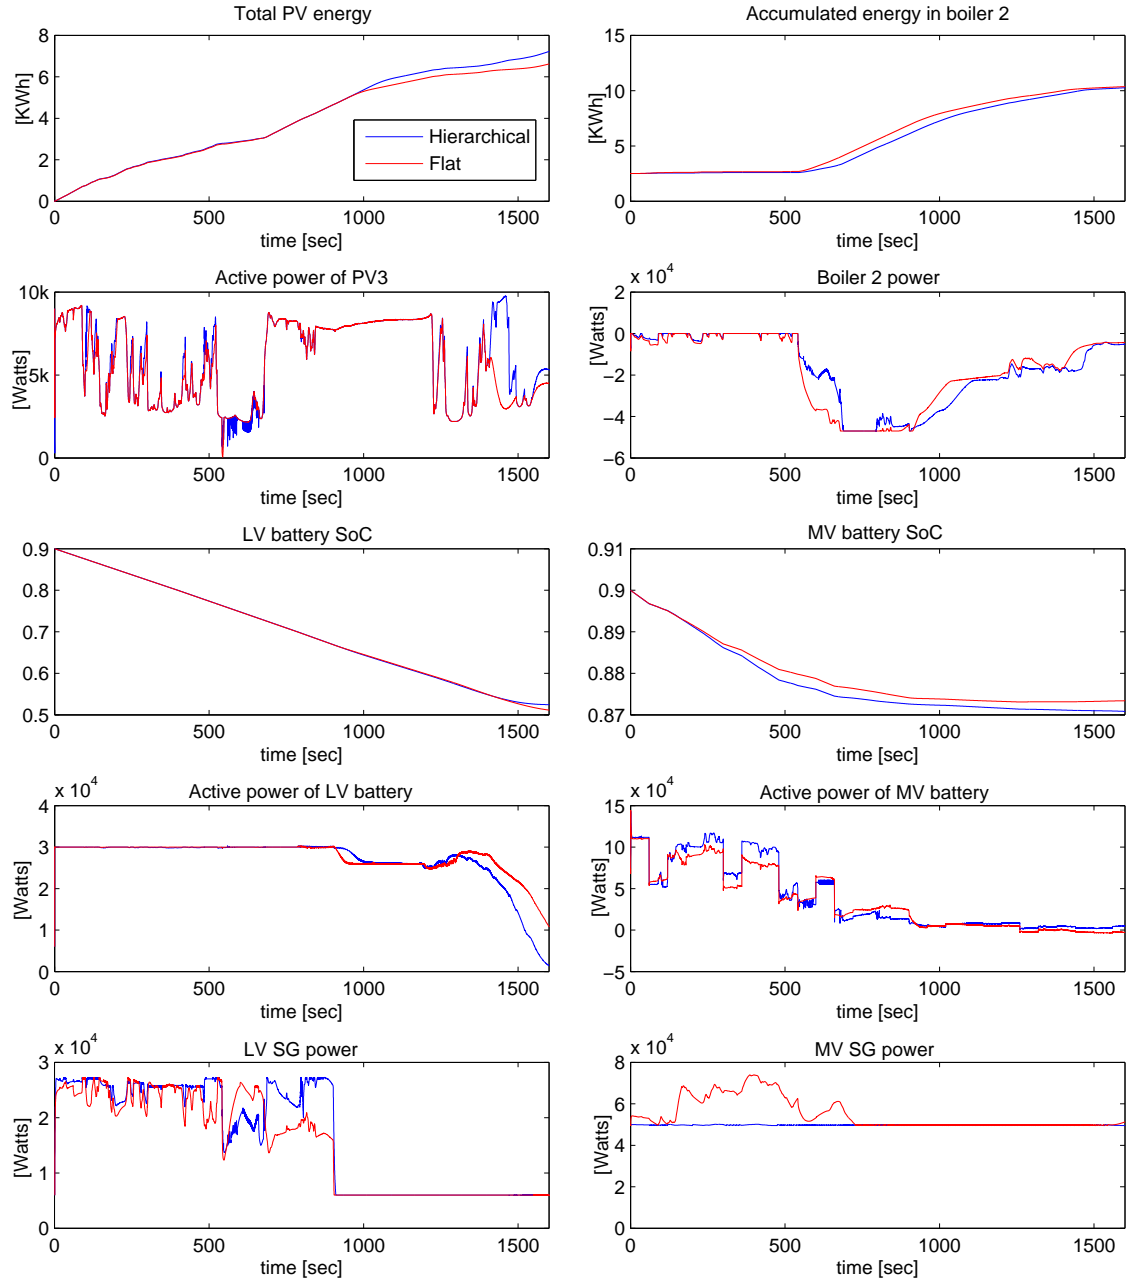 Total PV energy
8
6
4
2
0
[KWh]
Hierarchical
Flat
0 500 1000 1500
time [sec]
Accumulated energy in boiler 2
15
10
5
0
[KWh]
0 500 1000 1500
time [sec]
Active power of PV3
10k
5k
0
[Watts]
0 500 1000 1500
time [sec]
Boiler 2 power
x 10^4
2
0
−2
−4
−6
[Watts]
0 500 1000 1500
time [sec]
LV battery SoC
0.9
0.8
0.7
0.6
0.5
0 500 1000 1500
time [sec]
MV battery SoC
0.91
0.9
0.89
0.88
0.87
0 500 1000 1500
time [sec]
Active power of LV battery
x 10^4
4
3
2
1
0
[Watts]
0 500 1000 1500
time [sec]
Active power of MV battery
x 10^4
15
10
5
0
−5
[Watts]
0 500 1000 1500
time [sec]
LV SG power
x 10^4
3
2
1
0
[Watts]
0 500 1000 1500
time [sec]
MV SG power
x 10^4
8
6
4
2
0
[Watts]
0 500 1000 1500
time [sec]